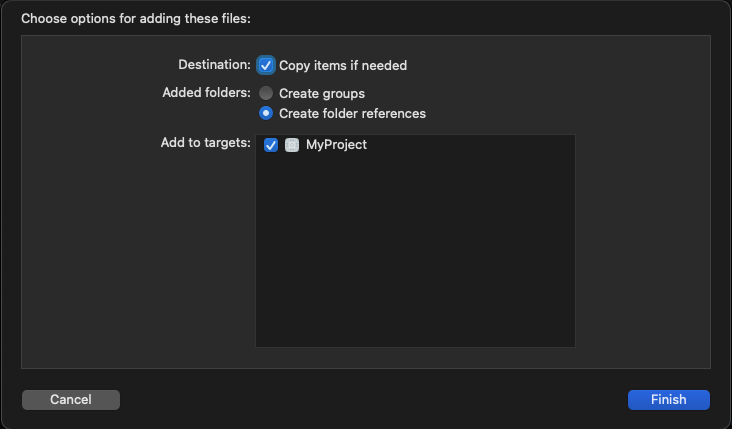 Choose options for adding these files:
Destination: Copy items if needed
Added folders: Create groups
Create folder references
Add to targets: MyProject
Cancel Finish